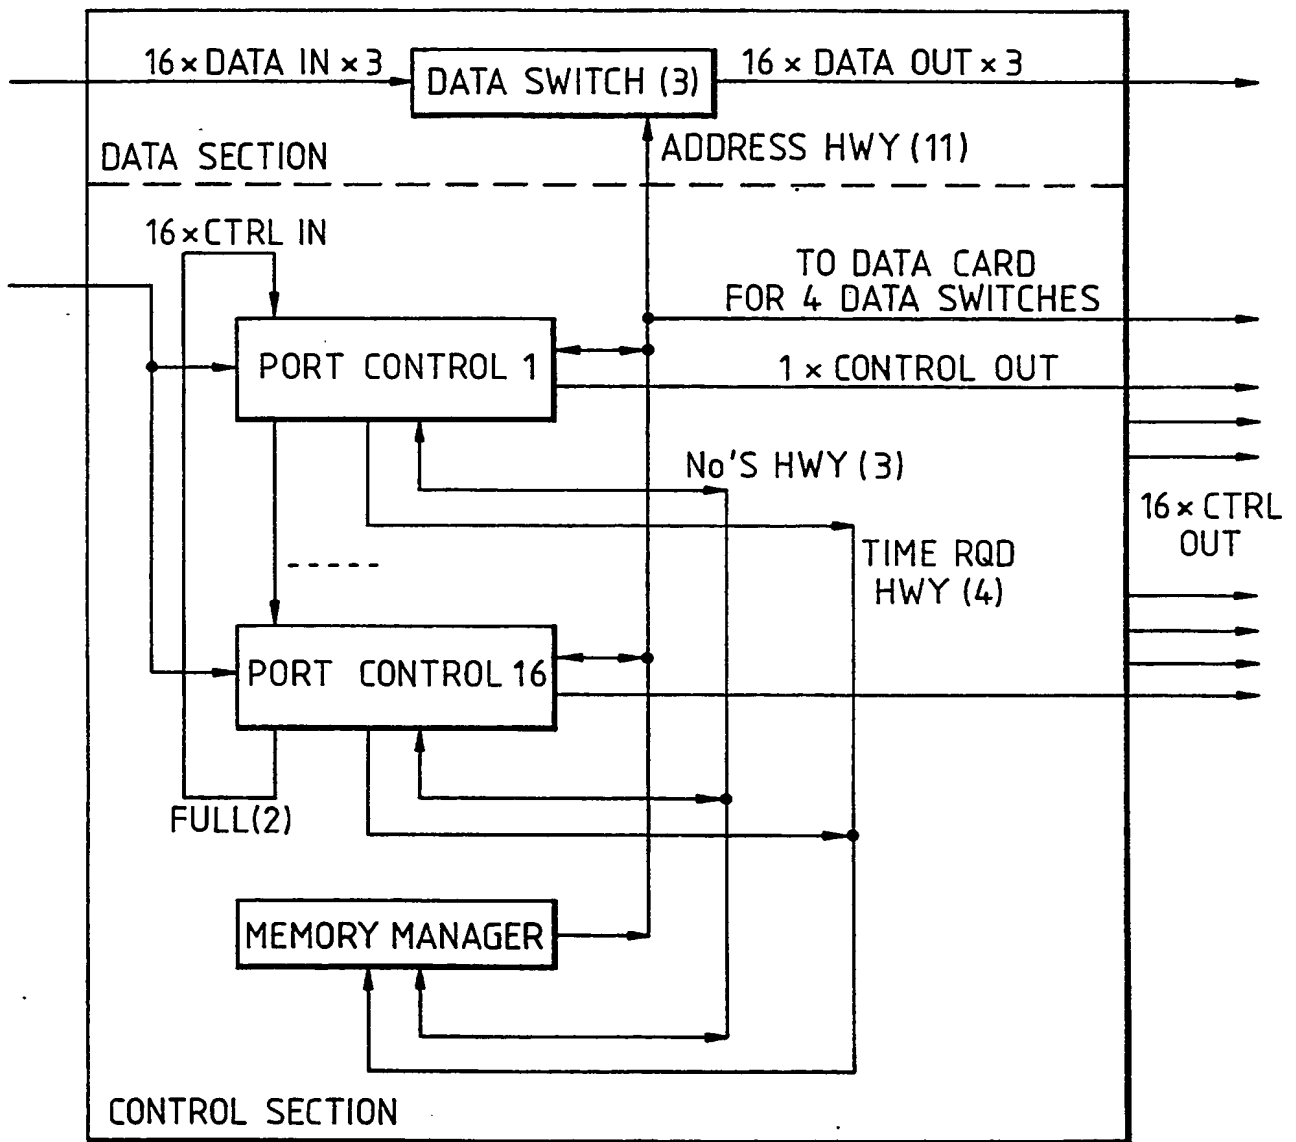 16×DATA IN×3
DATA SWITCH (3)
16× DATA OUT×3
ADDRESS HWY (11)
DATA SECTION
16×CTRL IN
TO DATA CARD
FOR 4 DATA SWITCHES
PORT CONTROL 1
1× CONTROL OUT
No'S HWY (3)
16× CTRL
OUT
TIME RQD
HWY (4)
PORT CONTROL 16
FULL(2)
MEMORY MANAGER
CONTROL SECTION